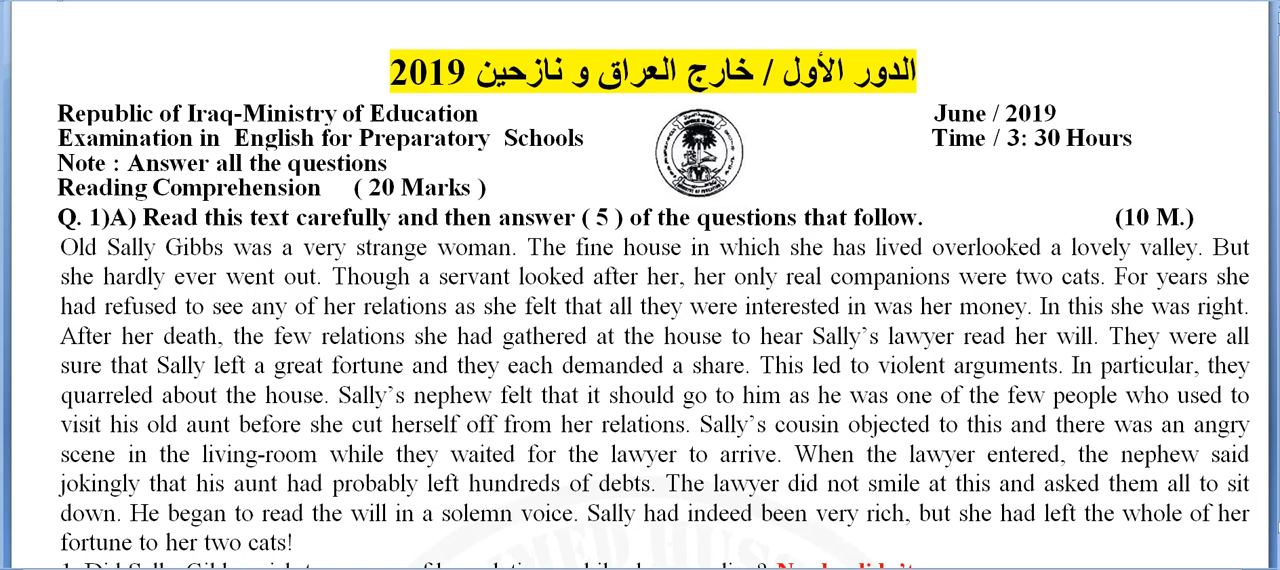 الدور الأول / خارج العراق و نازحين 2019
Republic of Iraq-Ministry of Education
June / 2019
Examination in English for Preparatory Schools
Time / 3: 30 Hours
Note : Answer all the questions
Reading Comprehension ( 20 Marks )
Q. 1)A) Read this text carefully and then answer ( 5 ) of the questions that follow. (10 M.)
Old Sally Gibbs was a very strange woman. The fine house in which she has lived overlooked a lovely valley. But
she hardly ever went out. Though a servant looked after her, her only real companions were two cats. For years she
had refused to see any of her relations as she felt that all they were interested in was her money. In this she was right.
After her death, the few relations she had gathered at the house to hear Sally's lawyer read her will. They were all
sure that Sally left a great fortune and they each demanded a share. This led to violent arguments. In particular, they
quarreled about the house. Sally's nephew felt that it should go to him as he was one of the few people who used to
visit his old aunt before she cut herself off from her relations. Sally's cousin objected to this and there was an angry
scene in the living-room while they waited for the lawyer to arrive. When the lawyer entered, the nephew said
jokingly that his aunt had probably left hundreds of debts. The lawyer did not smile at this and asked them all to sit
down. He began to read the will in a solemn voice. Sally had indeed been very rich, but she had left the whole of her
fortune to her two cats!